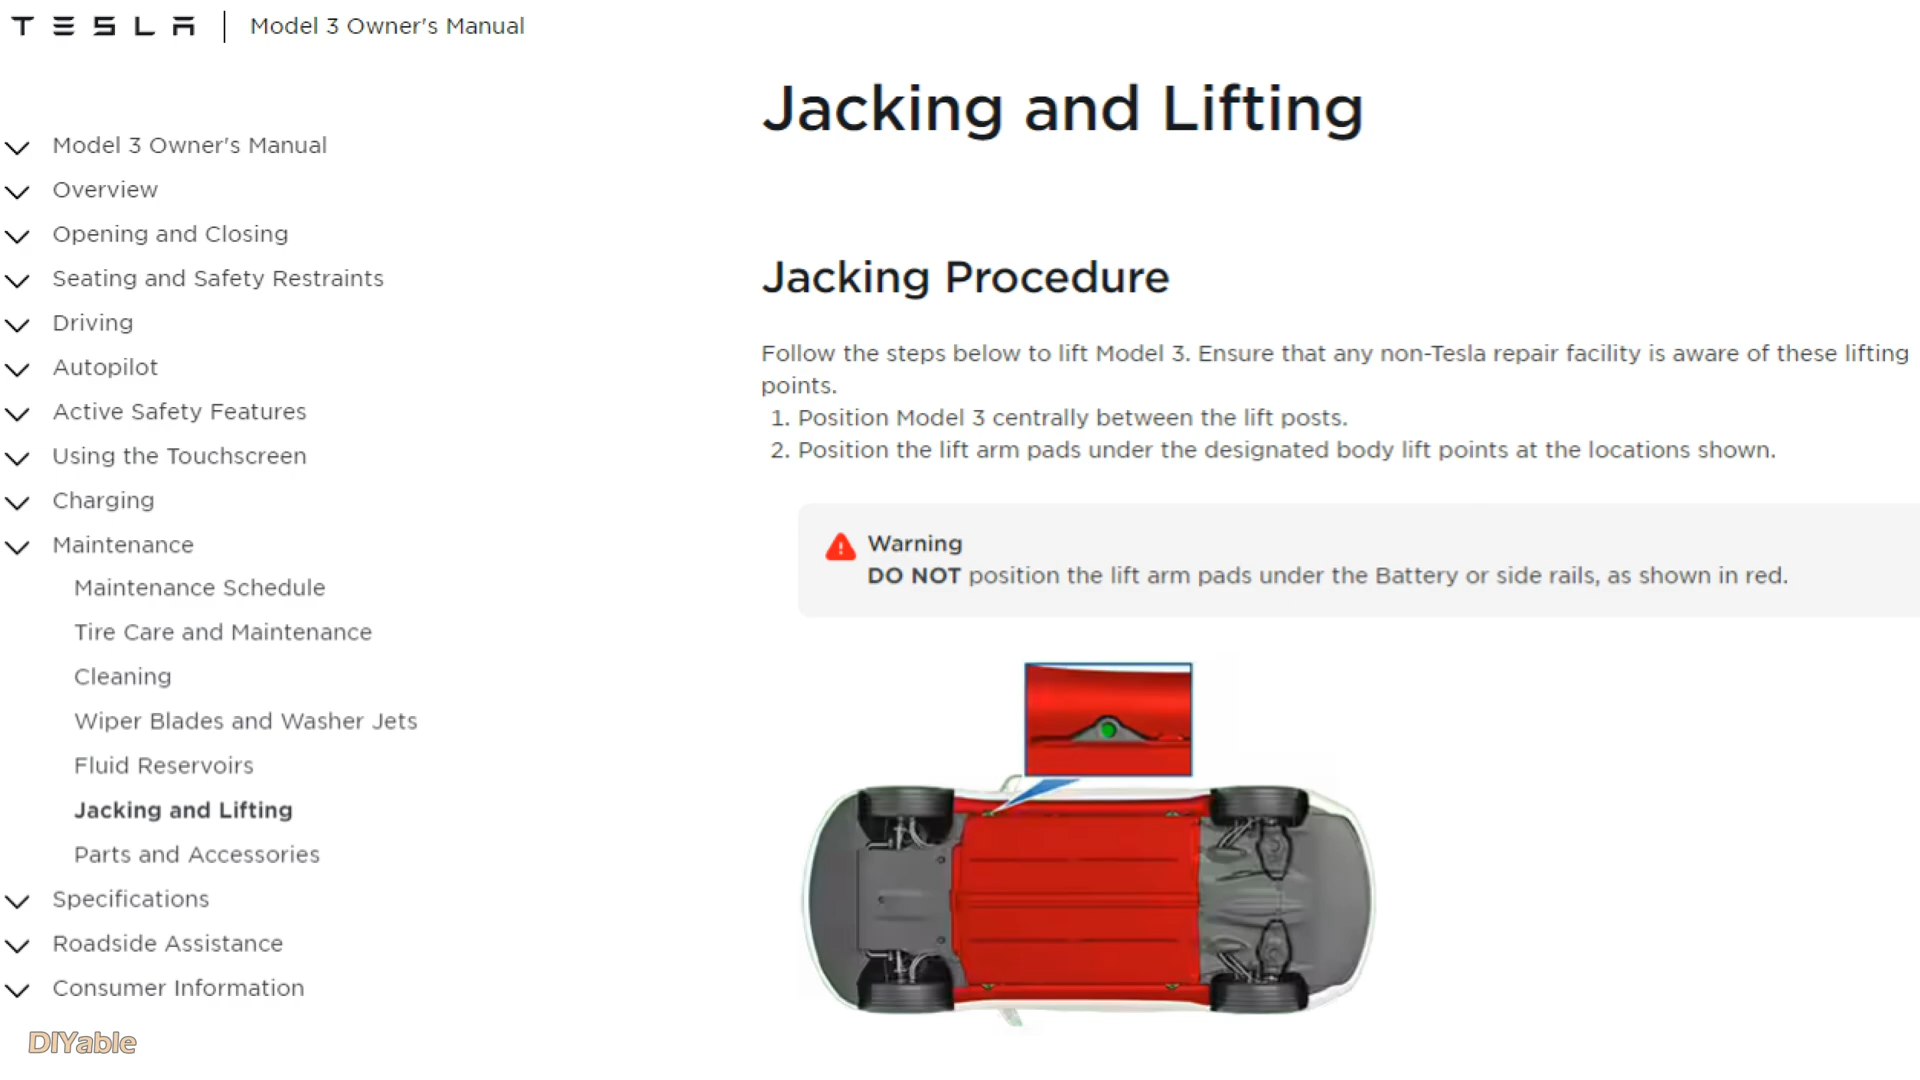 TESLA
Model 3 Owner's Manual
Model 3 Owner's Manual
Overview
Opening and Closing
Seating and Safety Restraints
Driving
Autopilot
Active Safety Features
Using the Touchscreen
Charging
Maintenance
Maintenance Schedule
Tire Care and Maintenance
Cleaning
Wiper Blades and Washer Jets
Fluid Reservoirs
Jacking and Lifting
Parts and Accessories
Specifications
Roadside Assistance
Consumer Information
DIYable
Jacking and Lifting
Jacking Procedure
Follow the steps below to lift Model 3. Ensure that any non-Tesla repair facility is aware of these lifting
points.
1. Position Model 3 centrally between the lift posts.
2. Position the lift arm pads under the designated body lift points at the locations shown.
Warning
DO NOT position the lift arm pads under the Battery or side rails, as shown in red.